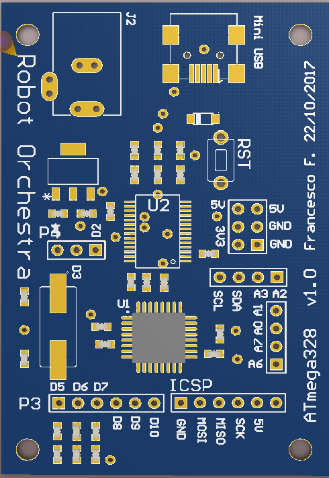 J2
Mini USB
Robot Orchestra
RST
U2
5V
3V3
5V
GND
GND
*
D2
D3
SCL
SDA
A3 A2
U1
A1
A0
A7
A6
ICSP
D5 D6 D7
P3
D8
D9
D10
GND
MOSI
MISO
SCK
5V
ATmega328 v1.0 Francesco F. 22/10/2017